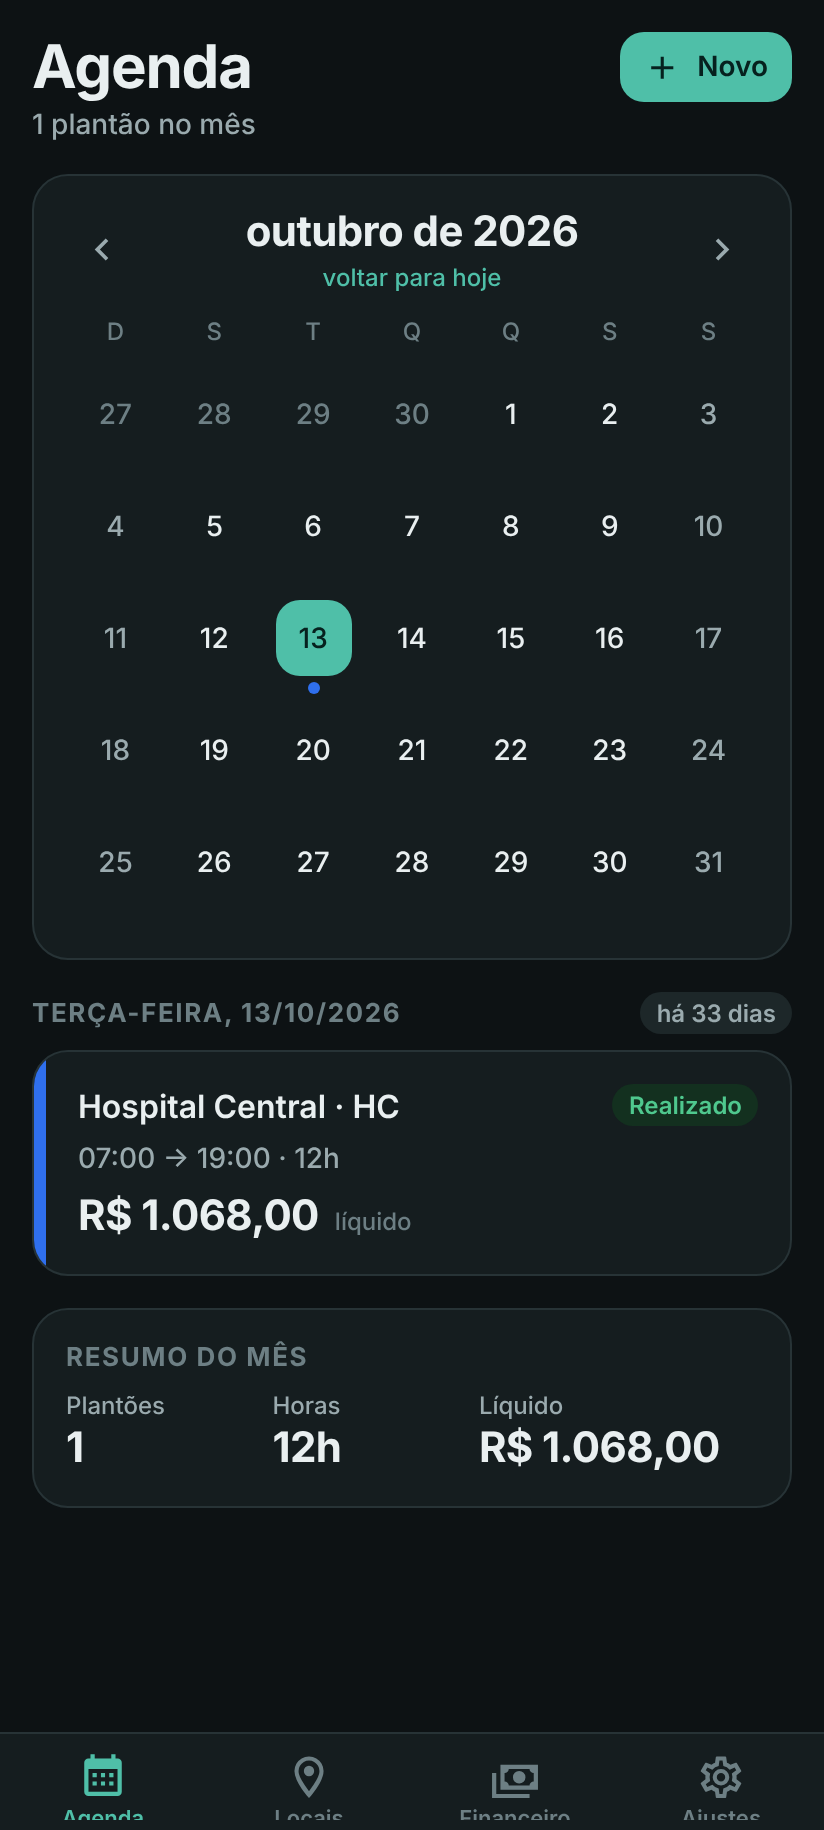 Agenda
+ Novo
1 plantão no mês
outubro de 2026
voltar para hoje
D S T Q Q S S
27 28 29 30 1 2 3
4 5 6 7 8 9 10
11 12 13 14 15 16 17
18 19 20 21 22 23 24
25 26 27 28 29 30 31
TERÇA-FEIRA, 13/10/2026
há 33 dias
Hospital Central · HC
Realizado
07:00 → 19:00 · 12h
R$ 1.068,00 líquido
RESUMO DO MÊS
Plantões Horas Líquido
1 12h R$ 1.068,00
Agenda Locais Financeiro Ajustes